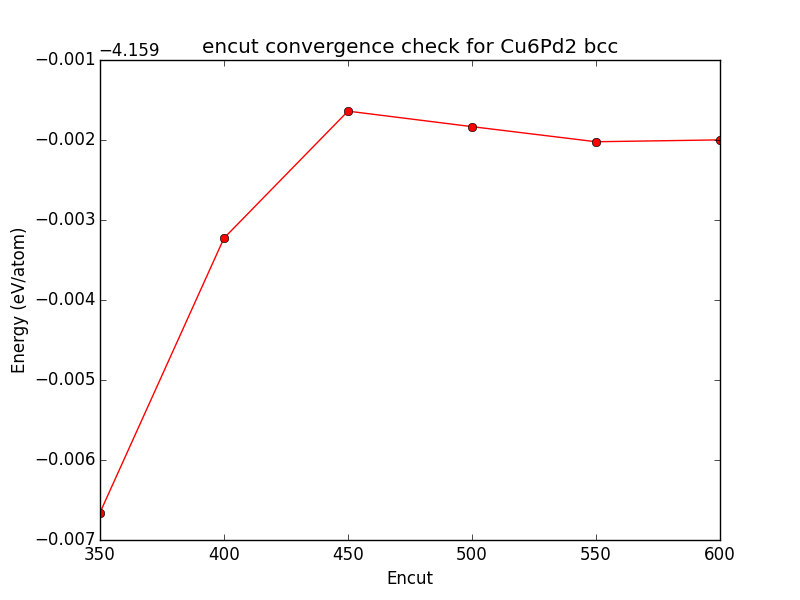 −4.159
encut convergence check for Cu6Pd2 bcc
−0.001
−0.002
−0.003
−0.004
−0.005
−0.006
−0.007
Energy (eV/atom)
350 400 450 500 550 600
Encut